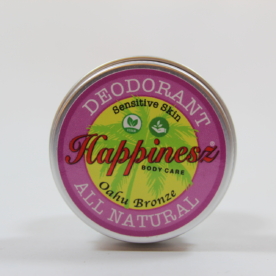 DEODORANT
Sensitive Skin
Happinesz
BODY CARE
Oahu Bronze
ALL NATURAL